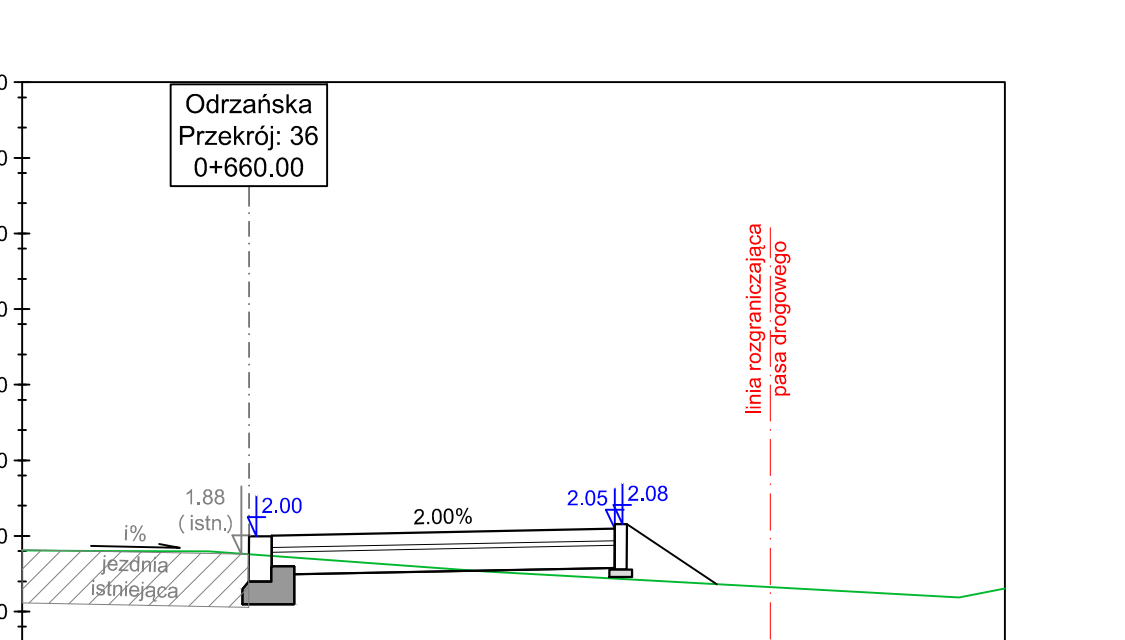 Odrzańska
Przekrój: 36
0+660.00
linia rozgraniczająca
pasa drogowego
1.88
( istn.)
2.00
2.00%
2.05
2.08
i%
jezdnia
istniejąca